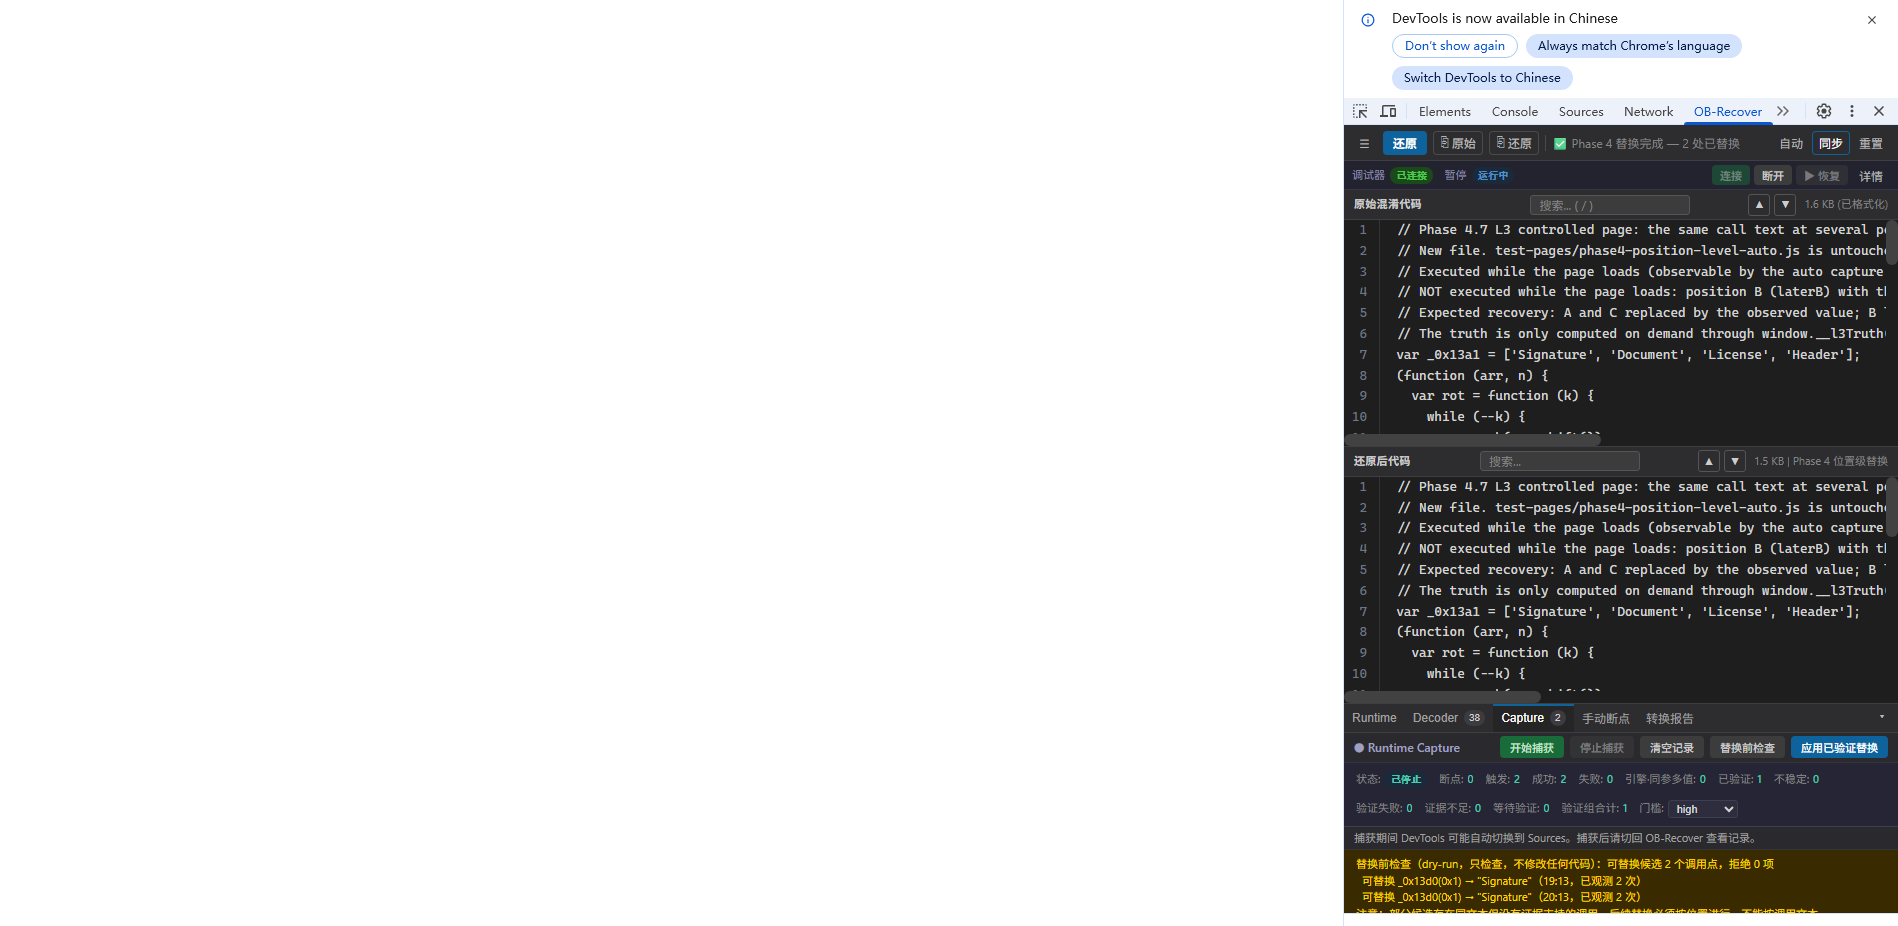 DevTools is now available in Chinese
Don't show again
Always match Chrome's language
Switch DevTools to Chinese
Elements Console Sources Network OB-Recover
还原 原始 还原 Phase 4 替换完成 — 2 处已替换 自动 同步 重置
调试器 已连接 暂停 运行中 连接 断开 ▶ 恢复 详情
原始混淆代码 搜索... ( / ) ▲ ▼ 1.6 KB (已格式化)
1 // Phase 4.7 L3 controlled page: the same call text at several
2 // New file. test-pages/phase4-position-level-auto.js is
3 // Executed while the page loads (observable by the auto capture
4 // NOT executed while the page loads: position B (laterB) with
5 // Expected recovery: A and C replaced by the observed value; B
6 // The truth is only computed on demand through window.__l3Truth
7 var _0x13a1 = ['Signature', 'Document', 'License', 'Header'];
8 (function (arr, n) {
9 var rot = function (k) {
10 while (--k) {
还原后代码 搜索... ▲ ▼ 1.5 KB | Phase 4 位置级替换
1 // Phase 4.7 L3 controlled page: the same call text at several
2 // New file. test-pages/phase4-position-level-auto.js is
3 // Executed while the page loads (observable by the auto capture
4 // NOT executed while the page loads: position B (laterB) with
5 // Expected recovery: A and C replaced by the observed value; B
6 // The truth is only computed on demand through window.__l3Truth
7 var _0x13a1 = ['Signature', 'Document', 'License', 'Header'];
8 (function (arr, n) {
9 var rot = function (k) {
10 while (--k) {
Runtime Decoder 38 Capture 2 手动断点 转换报告
Runtime Capture 开始捕获 停止捕获 清空记录 替换前检查 应用已验证替换
状态: 已停止 断点: 0 触发: 2 成功: 2 失败: 0 引擎·同参多值: 0 已验证: 1 不稳定: 0
验证失败: 0 证据不足: 0 等待验证: 0 验证组合计: 1 门槛: high
捕获期间 DevTools 可能自动切换到 Sources。捕获后请切回 OB-Recover 查看记录。
替换前检查（dry-run，只检查，不修改任何代码）：可替换候选 2 个调用点，拒绝 0 项
可替换 _0x13d0(0x1) → "Signature"（19:13，已观测 2 次）
可替换 _0x13d0(0x1) → "Signature"（20:13，已观测 2 次）